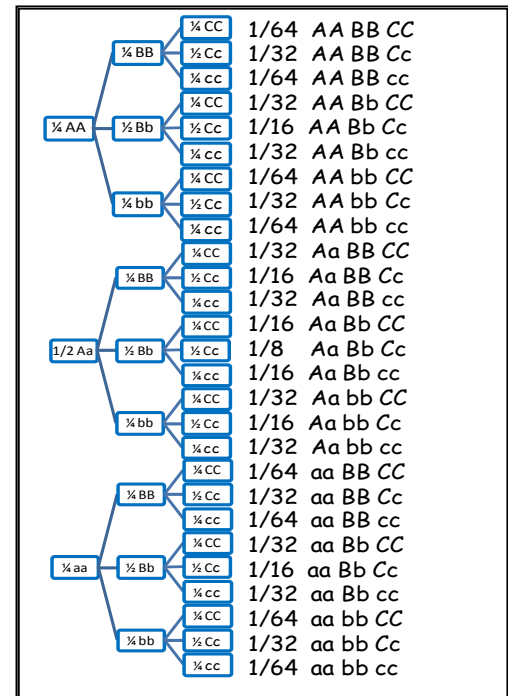 ¼ CC 1/64 AA BB CC
¼ BB ½ Cc 1/32 AA BB Cc
¼ cc 1/64 AA BB cc
¼ CC 1/32 AA Bb CC
¼ AA ½ Bb ½ Cc 1/16 AA Bb Cc
¼ cc 1/32 AA Bb cc
¼ CC 1/64 AA bb CC
¼ bb ½ Cc 1/32 AA bb Cc
¼ cc 1/64 AA bb cc
¼ CC 1/32 Aa BB CC
¼ BB ½ Cc 1/16 Aa BB Cc
¼ cc 1/32 Aa BB cc
¼ CC 1/16 Aa Bb CC
1/2 Aa ½ Bb ½ Cc 1/8 Aa Bb Cc
¼ cc 1/16 Aa Bb cc
¼ CC 1/32 Aa bb CC
¼ bb ½ Cc 1/16 Aa bb Cc
¼ cc 1/32 Aa bb cc
¼ CC 1/64 aa BB CC
¼ BB ½ Cc 1/32 aa BB Cc
¼ cc 1/64 aa BB cc
¼ CC 1/32 aa Bb CC
¼ aa ½ Bb ½ Cc 1/16 aa Bb Cc
¼ cc 1/32 aa Bb cc
¼ CC 1/64 aa bb CC
¼ bb ½ Cc 1/32 aa bb Cc
¼ cc 1/64 aa bb cc